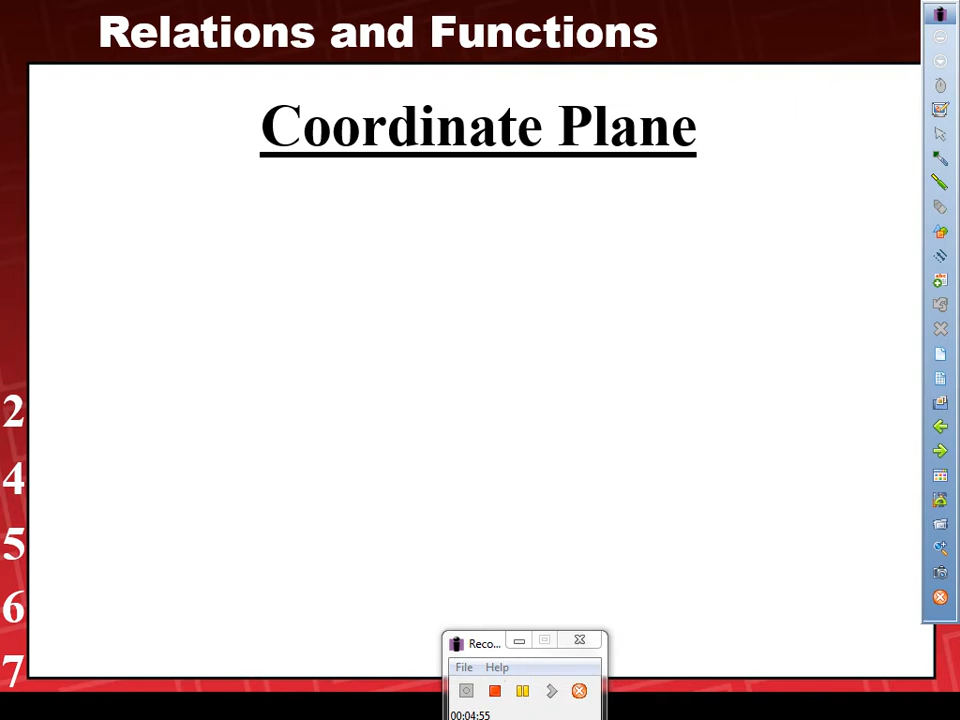 Relations and Functions
Coordinate Plane
2
4
5
6
7
Reco...
File Help
00:04:55